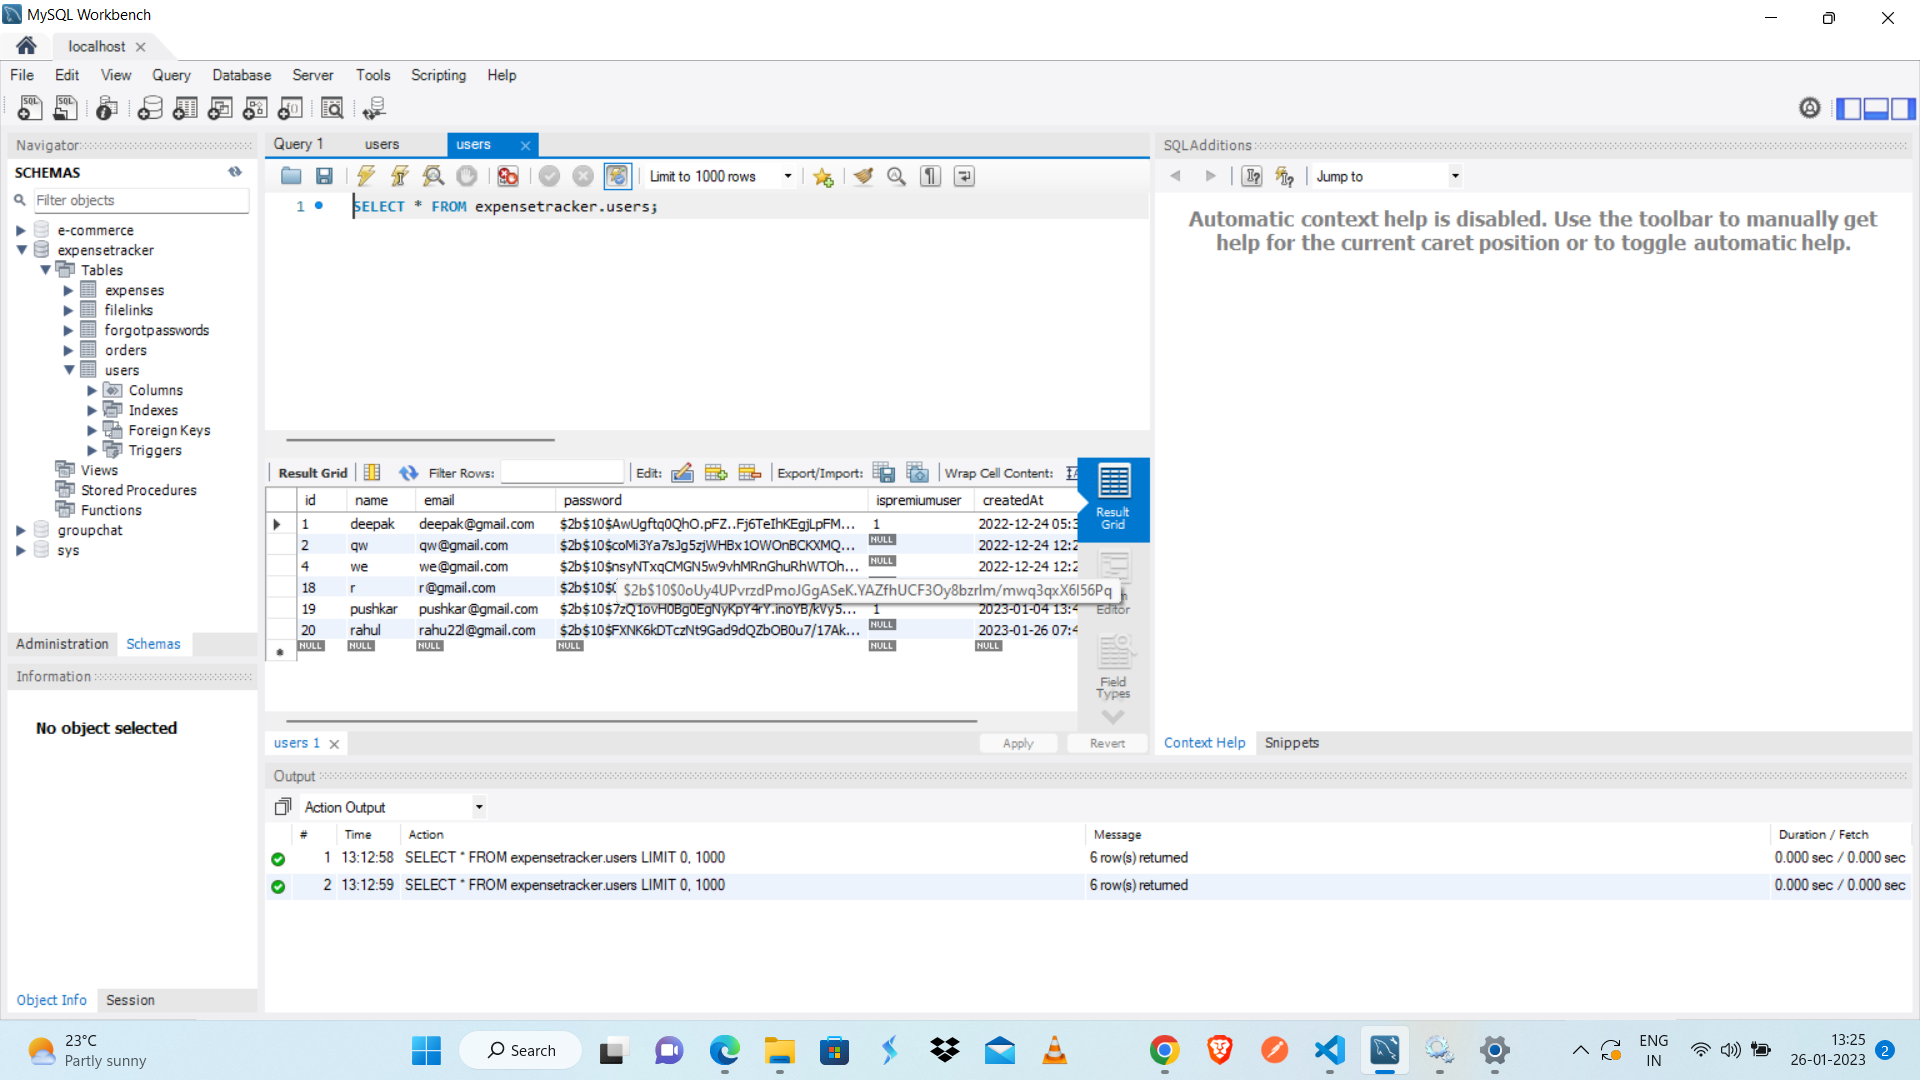 MySQL Workbench
localhost
File Edit View Query Database Server Tools Scripting Help
Navigator
SCHEMAS
Filter objects
e-commerce
expensetracker
Tables
expenses
filelinks
forgotpasswords
orders
users
Columns
Indexes
Foreign Keys
Triggers
Views
Stored Procedures
Functions
groupchat
sys
Administration Schemas
Information
No object selected
Object Info Session
Query 1 users users
Limit to 1000 rows
1 SELECT * FROM expensetracker.users;
Result Grid Filter Rows: Edit: Export/Import: Wrap Cell Content:
id name email password ispremiumuser createdAt
1 deepak deepak@gmail.com $2b$10$AwUgftq0QhO.pFZ..Fj6TeIhKEgjLpFM... 1 2022-12-24 05:3
2 qw qw@gmail.com $2b$10$coMi3Ya7sJg5zjWHBx1OWOnBCKXMQ... NULL 2022-12-24 12:2
4 we we@gmail.com $2b$10$nsyNTxqCMGN5w9vhMRnGhuRhWTOh... NULL 2022-12-24 12:2
18 r r@gmail.com
$2b$10$0oUy4UPvrzdPmoJGgASeK.YAZfhUCF3Oy8bzrIm/mwq3qxX6l56Pq
19 pushkar pushkar@gmail.com $2b$10$7zQ1ovH0Bg0EgNyKpY4rY.inoYB/kVy5... 1 2023-01-04 13:4
20 rahul rahu22l@gmail.com $2b$10$FXNK6kDTczNt9Gad9dQZbOB0u7/17Ak... NULL 2023-01-26 07:4
NULL NULL NULL NULL NULL NULL
Result
Grid
Editor
Field
Types
users 1
Apply Revert
SQLAdditions
Jump to
Automatic context help is disabled. Use the toolbar to manually get
help for the current caret position or to toggle automatic help.
Context Help Snippets
Output
Action Output
# Time Action Message Duration / Fetch
1 13:12:58 SELECT * FROM expensetracker.users LIMIT 0, 1000 6 row(s) returned 0.000 sec / 0.000 sec
2 13:12:59 SELECT * FROM expensetracker.users LIMIT 0, 1000 6 row(s) returned 0.000 sec / 0.000 sec
23°C
Partly sunny
Search
ENG
IN
13:25
26-01-2023
2